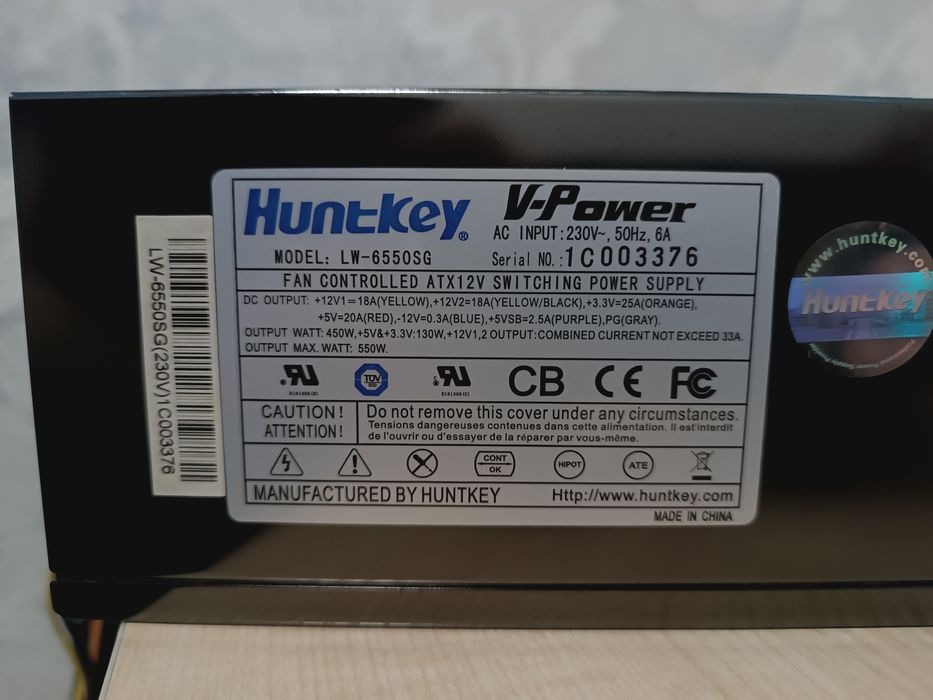 Huntkey®
V-Power
AC INPUT:230V~, 50Hz, 6A
MODEL: LW-6550SG
Serial NO.:1C003376
FAN CONTROLLED ATX12V SWITCHING POWER SUPPLY
DC OUTPUT: +12V1=18A(YELLOW),+12V2=18A(YELLOW/BLACK),+3.3V=25A(ORANGE),
+5V=20A(RED),-12V=0.3A(BLUE),+5VSB=2.5A(PURPLE),PG(GRAY).
OUTPUT WATT: 450W,+5V&+3.3V:130W,+12V1,2 OUTPUT:COMBINED CURRENT NOT EXCEED 33A.
OUTPUT MAX. WATT: 550W.
TÜV
CB CE FC
CAUTION!
ATTENTION!
Do not remove this cover under any circumstances.
Tensions dangereuses contenues dans cette alimentation. Il est interdit
de l'ouvrir ou d'essayer de la réparer par vous-même.
CONT
OK
HIPOT
ATE
MANUFACTURED BY HUNTKEY
Http://www.huntkey.com
MADE IN CHINA
LW-6550SG(230V)1C003376
www.huntkey.com
Huntkey